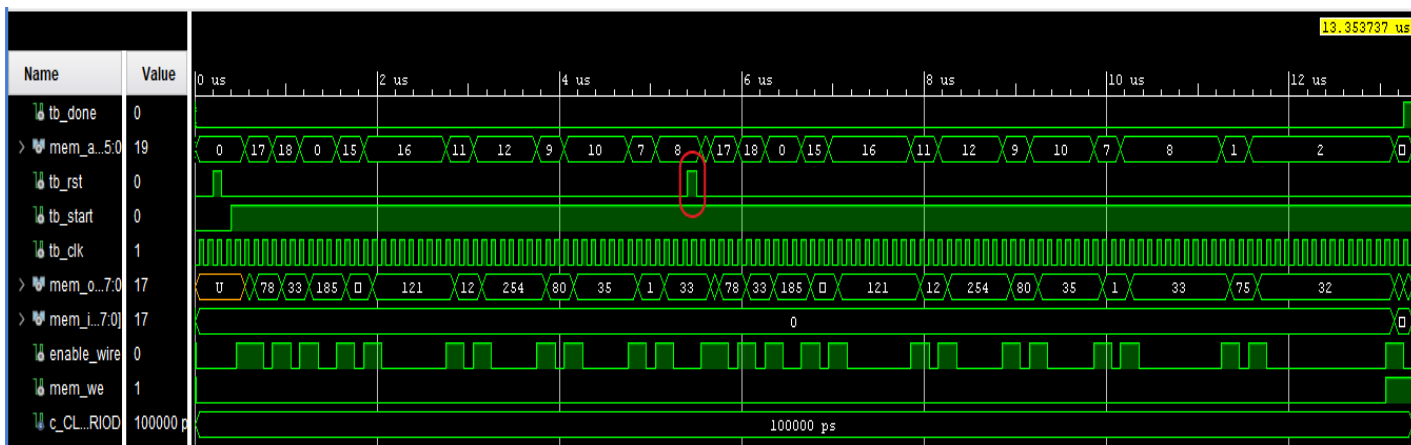 13.353737 us
Name Value 0 us 2 us 4 us 6 us 8 us 10 us 12 us
tb_done 0
mem_a...5:0 19 0 17 18 0 15 16 11 12 9 10 7 8 17 18 0 15 16 11 12 9 10 7 8 1 2
tb_rst 0
tb_start 0
tb_clk 1
mem_o...7:0 17 U 78 33 185 121 12 254 80 35 1 33 78 33 185 121 12 254 80 35 1 33 75 32
mem_i...7:0] 17 0
enable_wire 0
mem_we 1
c_CL...RIOD 100000 p 100000 ps